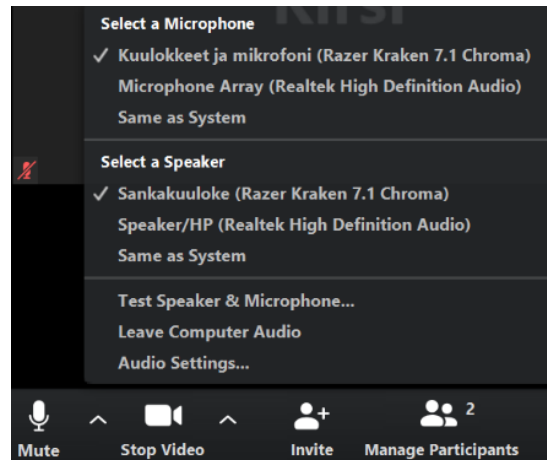 Kirsi
Select a Microphone
✓ Kuulokkeet ja mikrofoni (Razer Kraken 7.1 Chroma)
Microphone Array (Realtek High Definition Audio)
Same as System
Select a Speaker
✓ Sankakuuloke (Razer Kraken 7.1 Chroma)
Speaker/HP (Realtek High Definition Audio)
Same as System
Test Speaker & Microphone...
Leave Computer Audio
Audio Settings...
2
Mute Stop Video Invite Manage Participants